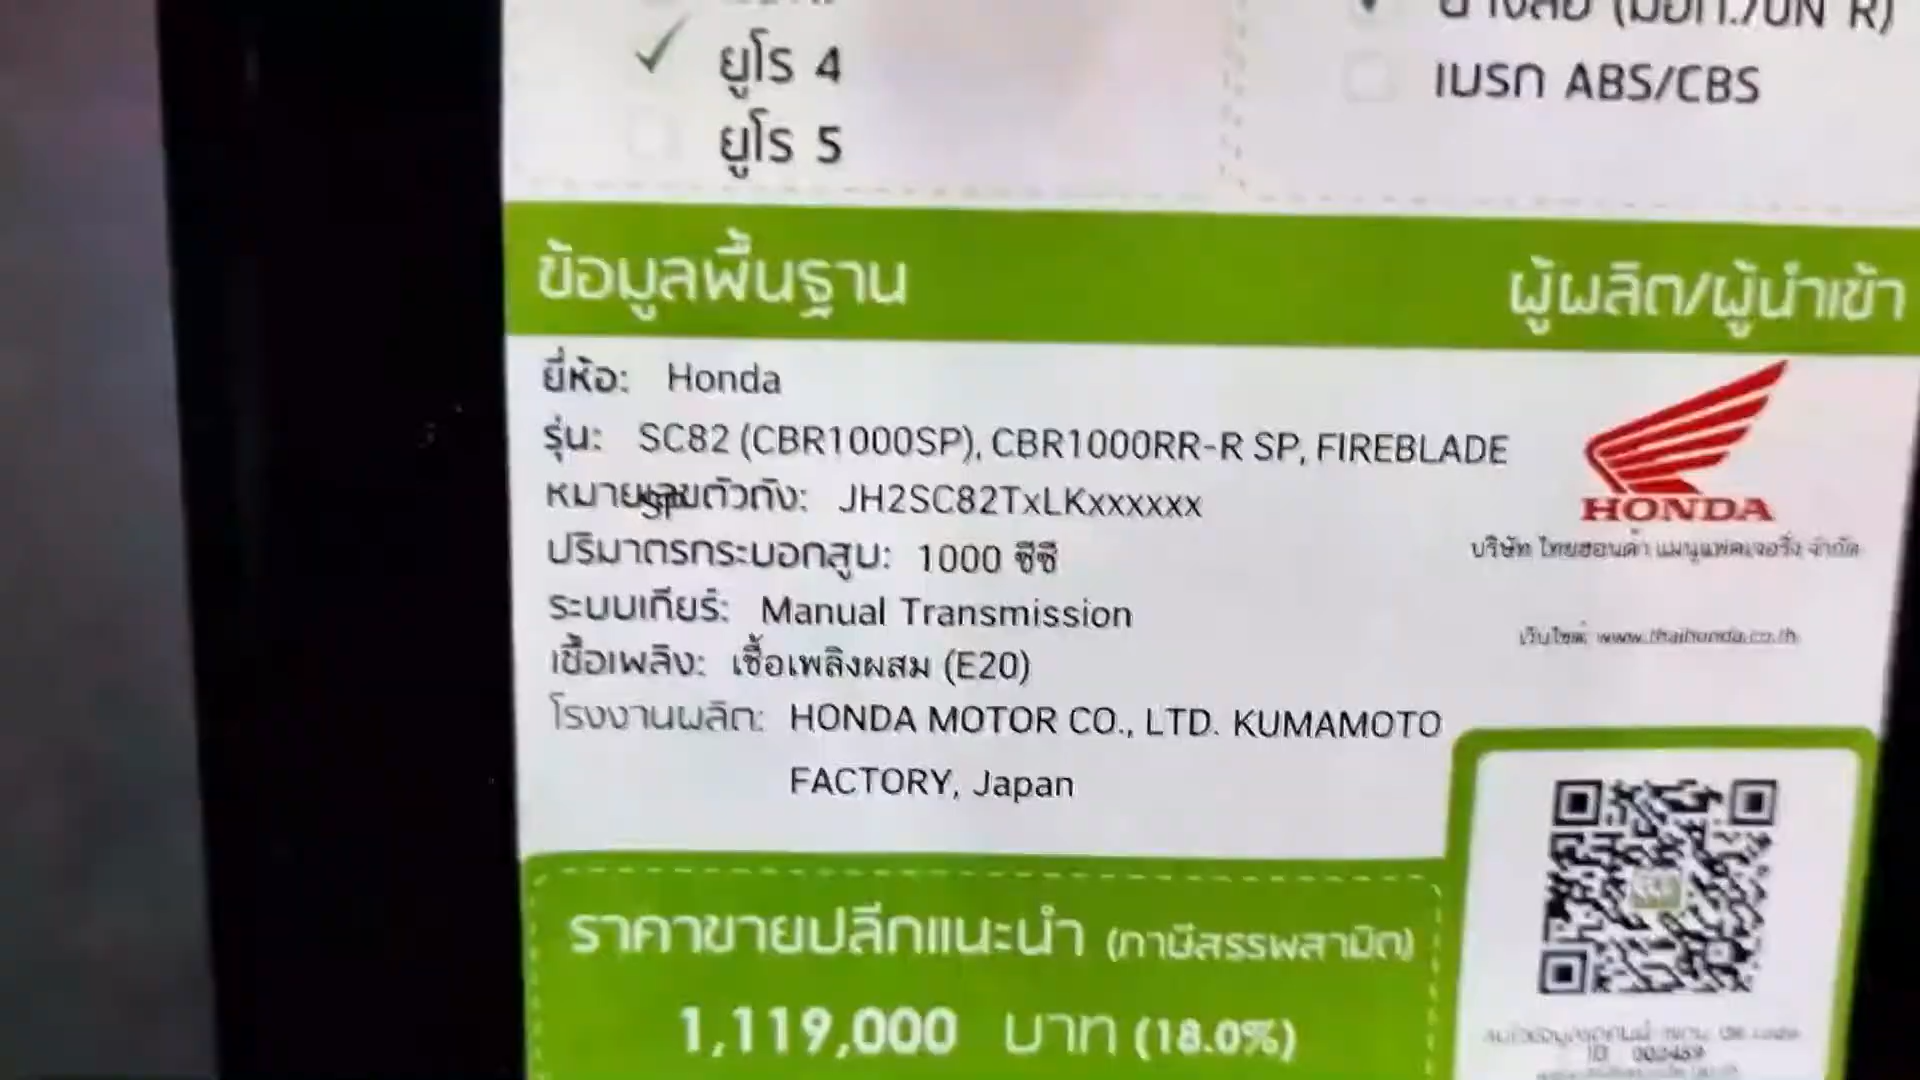 ยูโร 4
เบรก ABS/CBS
ยูโร 5
ข้อมูลพื้นฐาน
ผู้ผลิต/ผู้นำเข้า
ยี่ห้อ: Honda
รุ่น: SC82 (CBR1000SP), CBR1000RR-R SP, FIREBLADE
SP
หมายเลขตัวถัง: JH2SC82TxLKxxxxxx
ปริมาตรกระบอกสูบ: 1000 ซีซี
ระบบเกียร์: Manual Transmission
เชื้อเพลิง: เชื้อเพลิงผสม (E20)
โรงงานผลิต: HONDA MOTOR CO., LTD. KUMAMOTO
FACTORY, Japan
HONDA
บริษัท ไทยฮอนด้า แมนูแฟคเจอริ่ง จำกัด
เว็บไซต์ www.thaihonda.co.th
ราคาขายปลีกแนะนำ (ภาษีสรรพสามิต)
1,119,000 บาท (18.0%)